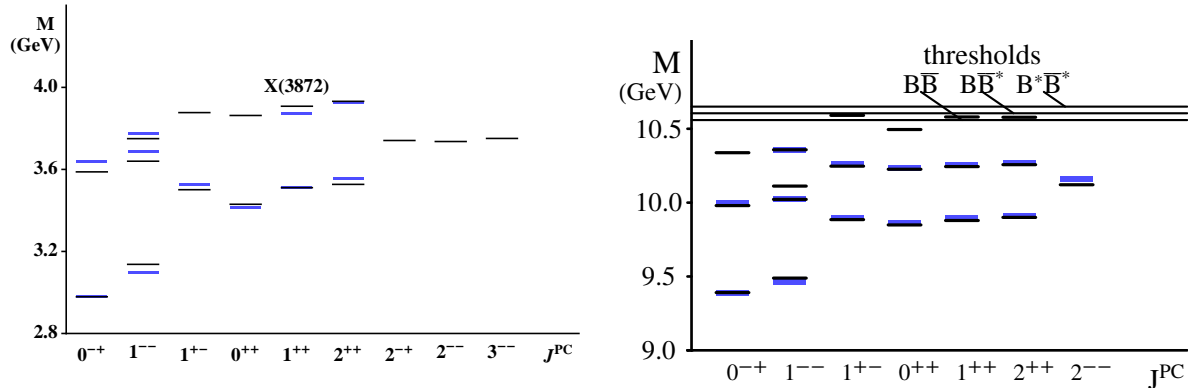 M
(GeV)
4.0
3.6
3.2
2.8
X(3872)
0⁻⁺ 1⁻⁻ 1⁺⁻ 0⁺⁺ 1⁺⁺ 2⁺⁺ 2⁻⁺ 2⁻⁻ 3⁻⁻ Jᴾᶜ
thresholds
BB̅ BB̅* B*B̅*
M
(GeV)
10.5
10.0
9.5
9.0
0⁻⁺ 1⁻⁻ 1⁺⁻ 0⁺⁺ 1⁺⁺ 2⁺⁺ 2⁻⁻ Jᴾᶜ